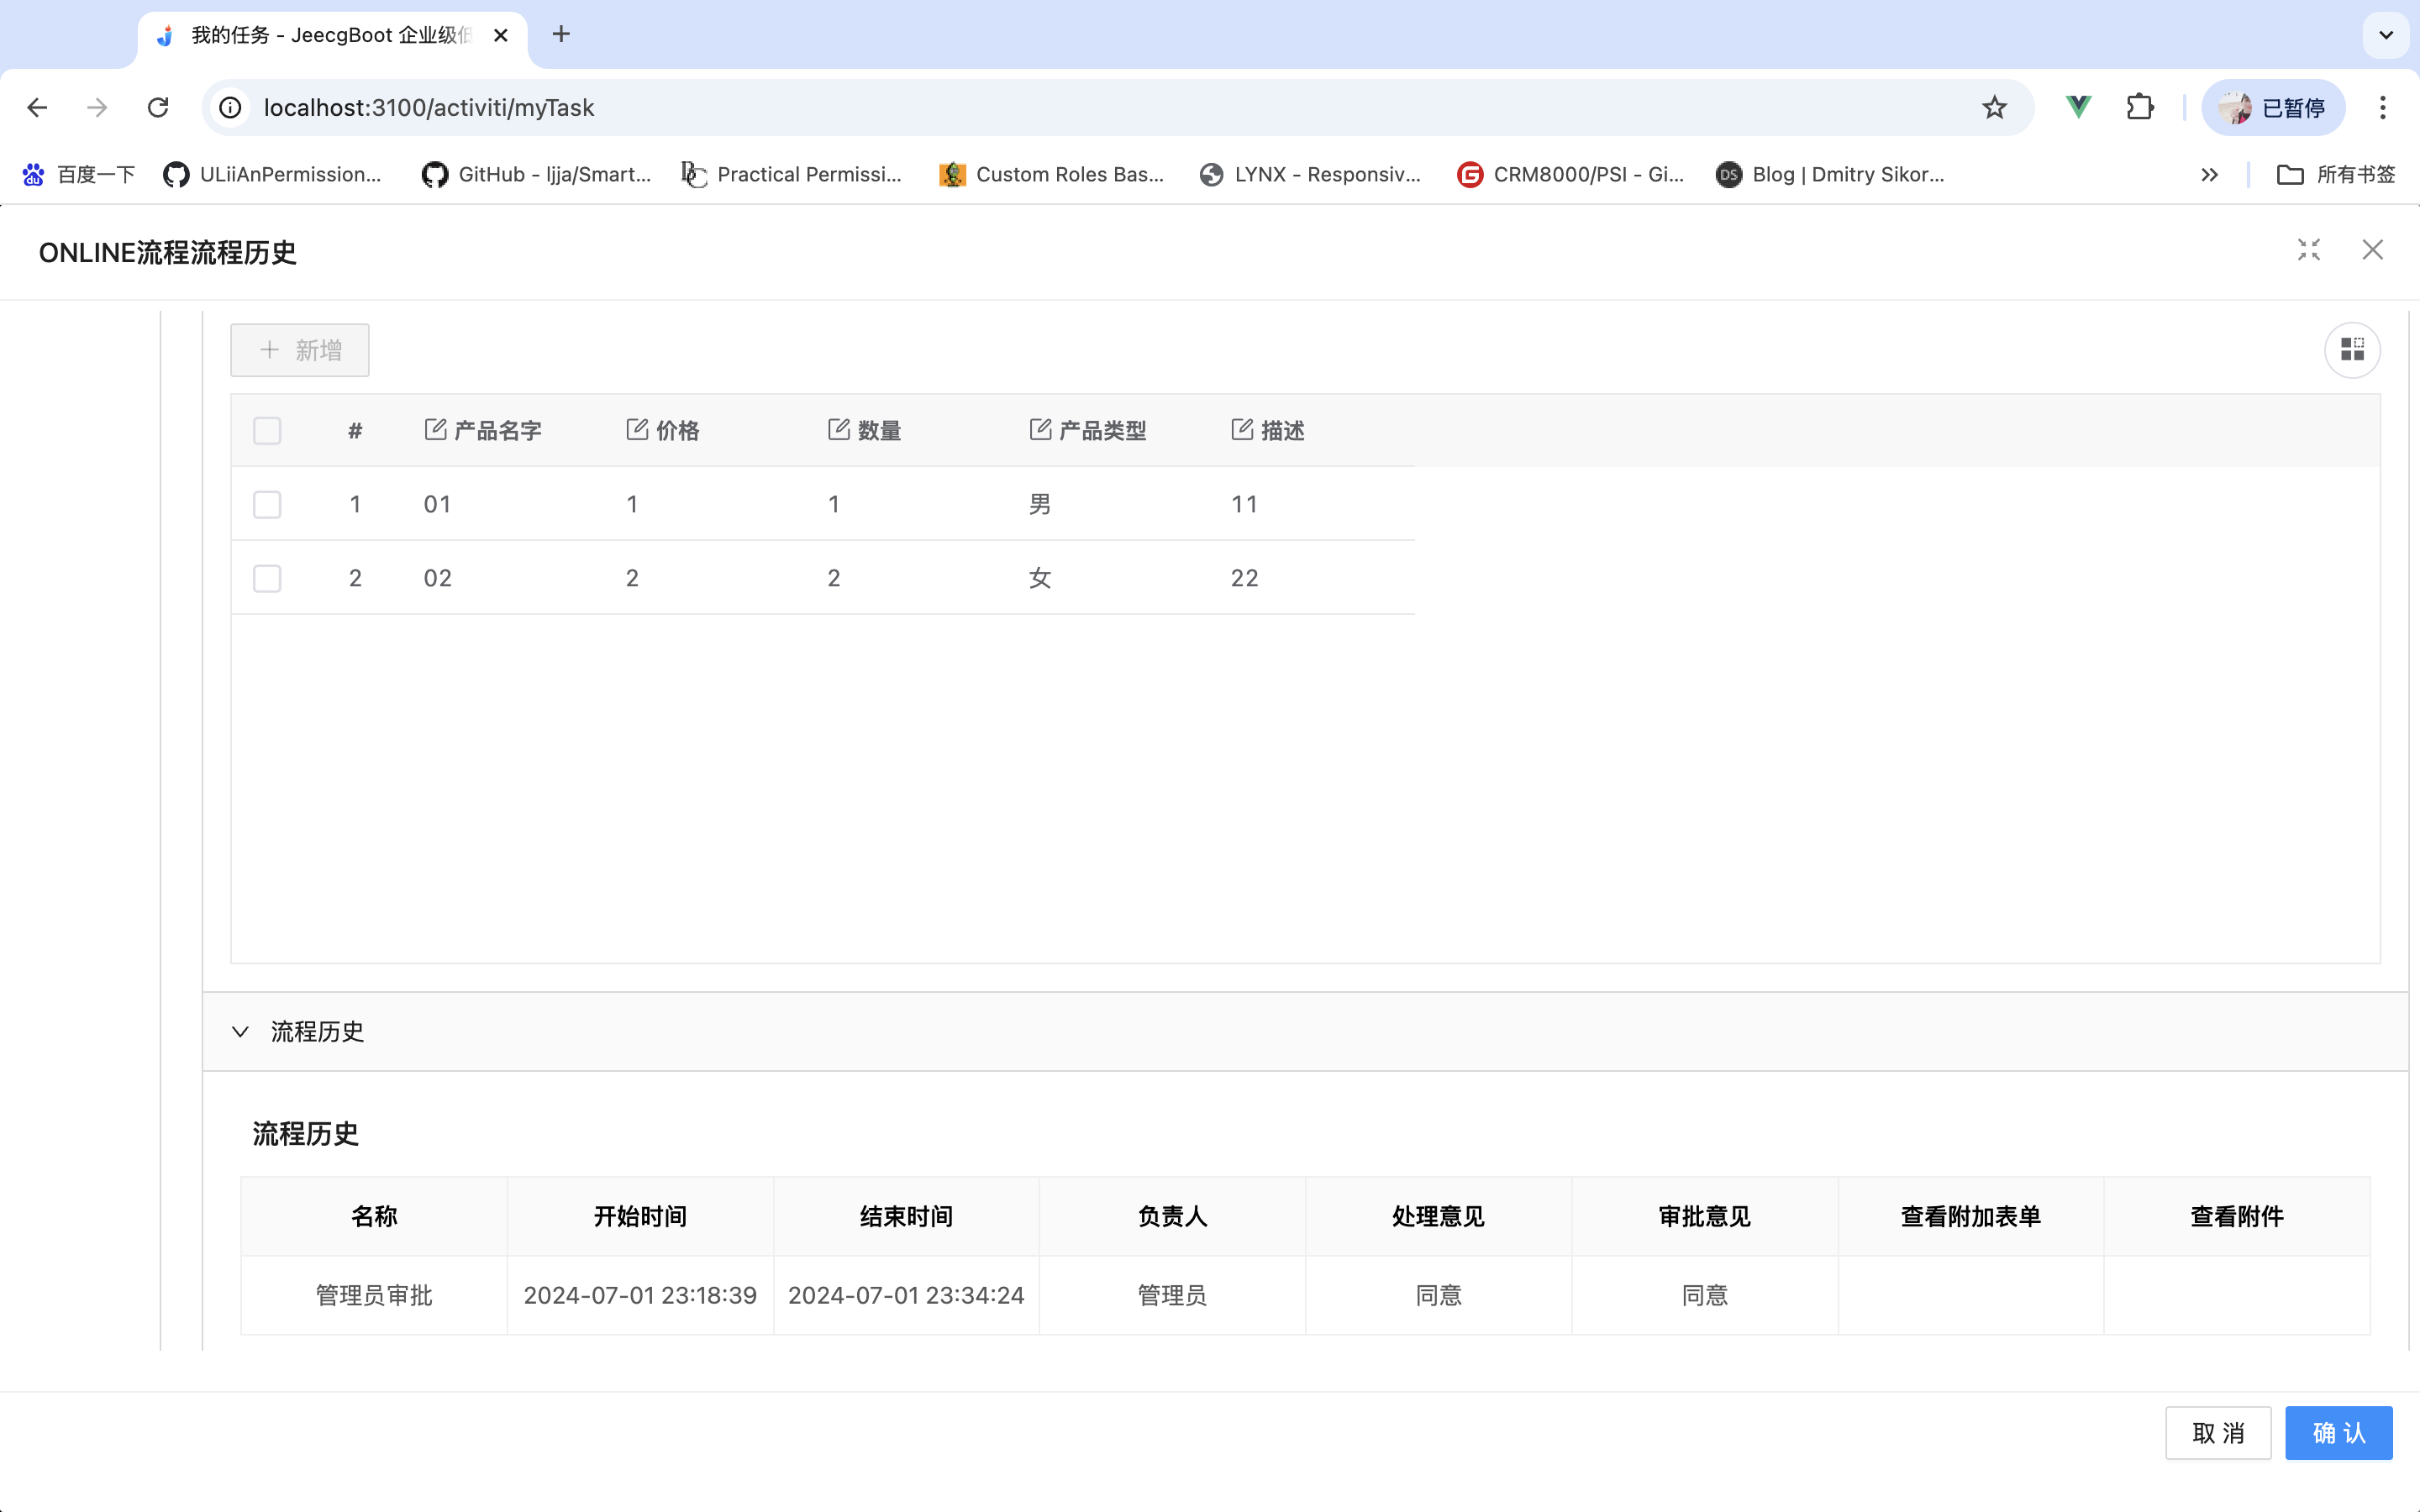 我的任务 - JeecgBoot 企业级低
localhost:3100/activiti/myTask
已暂停
百度一下
ULiiAnPermission...
GitHub - ljja/Smart...
Practical Permissi...
Custom Roles Bas...
LYNX - Responsiv...
CRM8000/PSI - Gi...
DS
Blog | Dmitry Sikor...
所有书签
ONLINE流程流程历史
新增
# 产品名字 价格 数量 产品类型 描述
1 01 1 1 男 11
2 02 2 2 女 22
流程历史
流程历史
名称 开始时间 结束时间 负责人 处理意见 审批意见 查看附加表单 查看附件
管理员审批 2024-07-01 23:18:39 2024-07-01 23:34:24 管理员 同意 同意
取 消
确 认